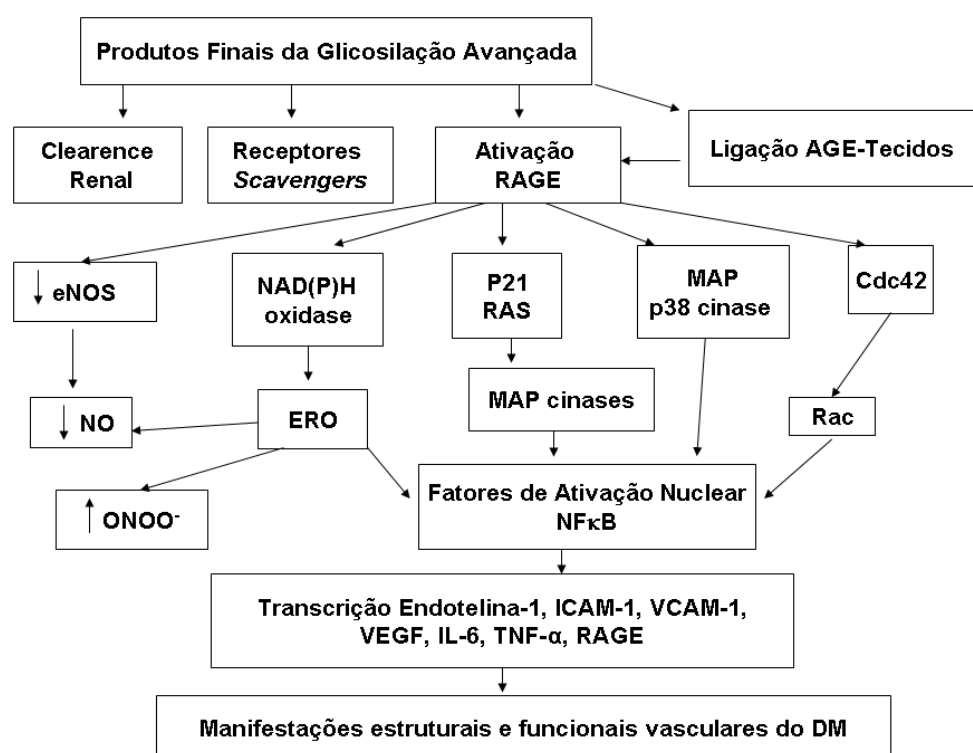 Produtos Finais da Glicosilação Avançada
Clearence
Renal
Receptores
Scavengers
Ativação
RAGE
Ligação AGE-Tecidos
↓ eNOS
NAD(P)H
oxidase
P21
RAS
MAP
p38 cinase
Cdc42
MAP cinases
↓ NO
ERO
Rac
Fatores de Ativação Nuclear
NFκB
↑ ONOO⁻
Transcrição Endotelina-1, ICAM-1, VCAM-1,
VEGF, IL-6, TNF-α, RAGE
Manifestações estruturais e funcionais vasculares do DM